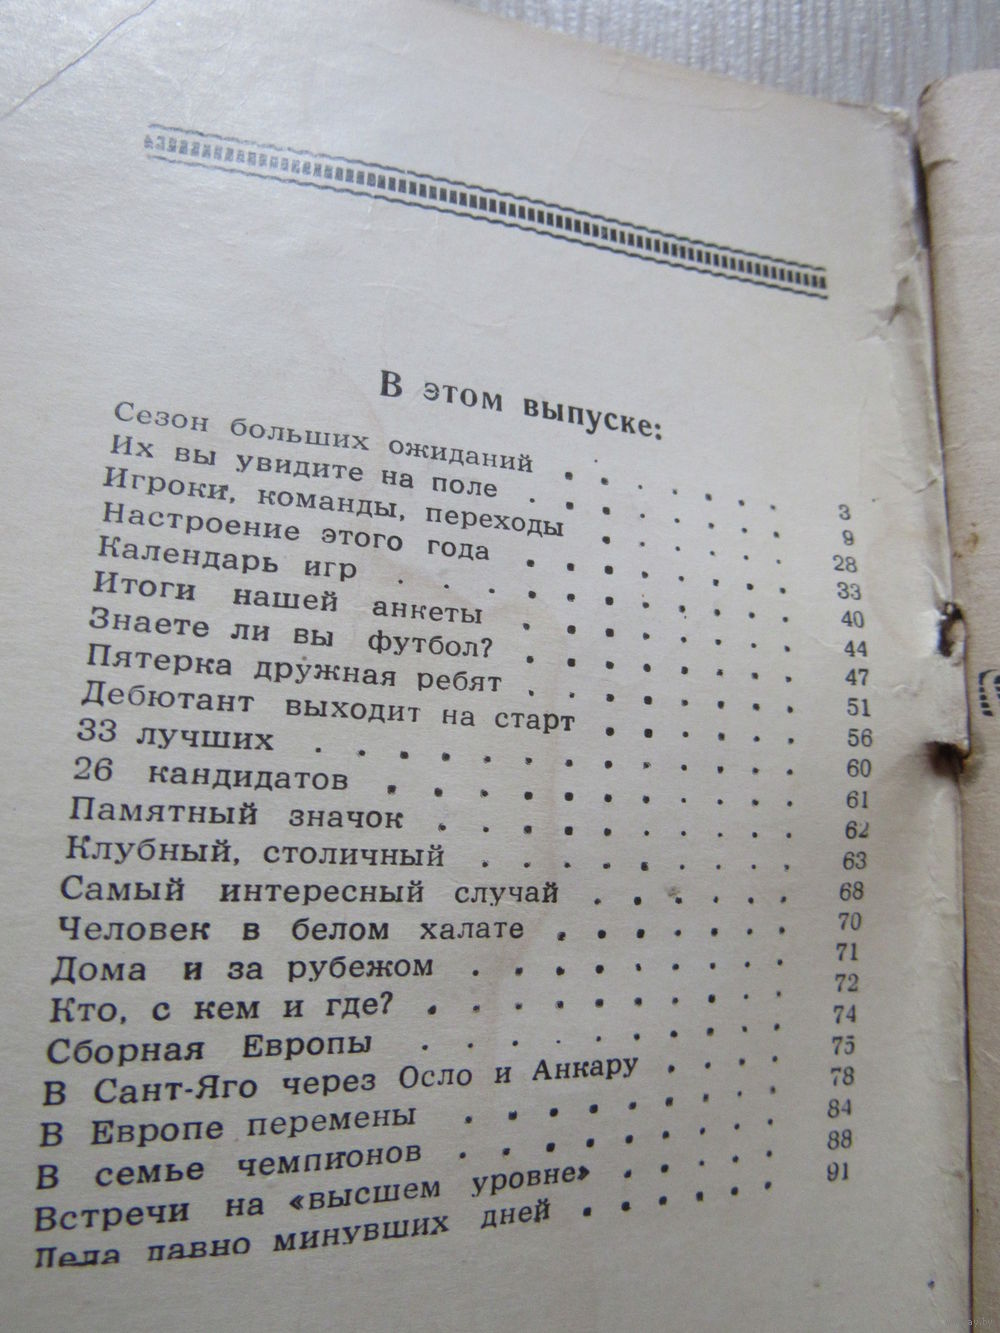 В этом выпуске:
Сезон больших ожиданий . . . . . . . 3
Их вы увидите на поле . . . . . . . 9
Игроки, команды, переходы . . . . . 28
Настроение этого года . . . . . . . 33
Календарь игр . . . . . . . . . . 40
Итоги нашей анкеты . . . . . . . 44
Знаете ли вы футбол? . . . . . . . 47
Пятерка дружная ребят . . . . . . . 51
Дебютант выходит на старт . . . . . 56
33 лучших . . . . . . . . . . . . 60
26 кандидатов . . . . . . . . . . 61
Памятный значок . . . . . . . . . 62
Клубный, столичный . . . . . . . . 63
Самый интересный случай . . . . . . 68
Человек в белом халате . . . . . . 70
Дома и за рубежом . . . . . . . . 71
Кто, с кем и где? . . . . . . . . 72
Сборная Европы . . . . . . . . . 74
В Сант-Яго через Осло и Анкару . . . . 75
В Европе перемены . . . . . . . . 78
В семье чемпионов . . . . . . . . 84
Встречи на «высшем уровне» . . . . . 88
Дела давно минувших дней . . . . . . 91